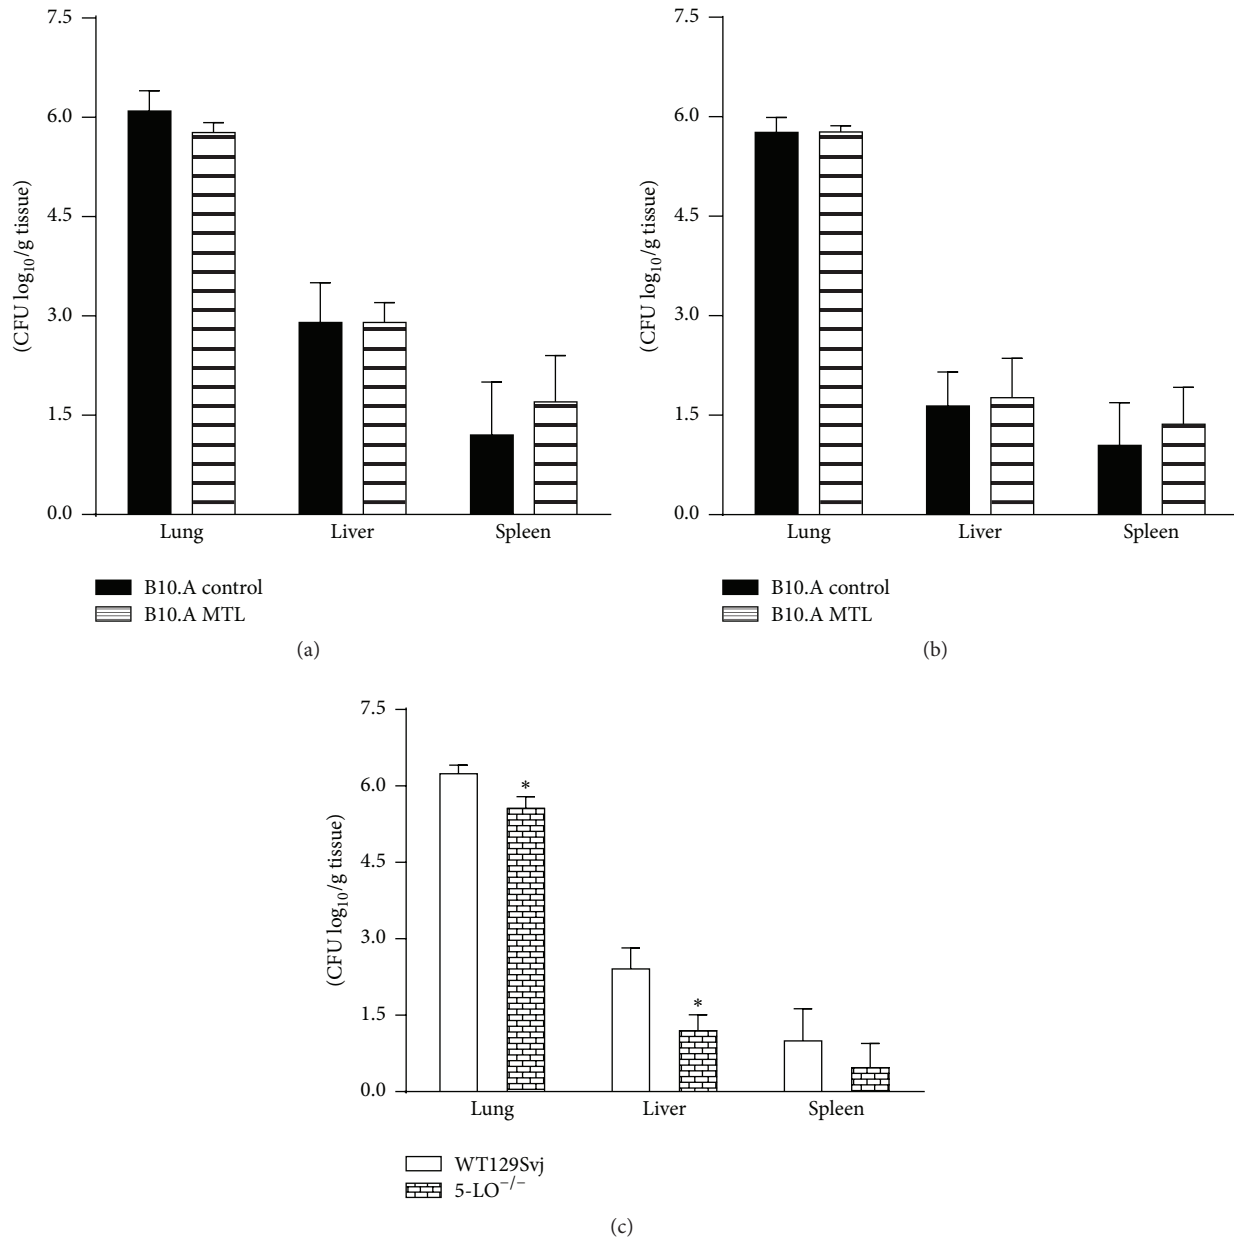 7.5
6.0
4.5
3.0
1.5
0.0
(CFU log₁₀/g tissue)
Lung Liver Spleen
B10.A control
B10.A MTL
(a)
7.5
6.0
4.5
3.0
1.5
0.0
(CFU log₁₀/g tissue)
Lung Liver Spleen
B10.A control
B10.A MTL
(b)
7.5
6.0
4.5
3.0
1.5
0.0
(CFU log₁₀/g tissue)
*
*
Lung Liver Spleen
WT129Svj
5-LO⁻/⁻
(c)